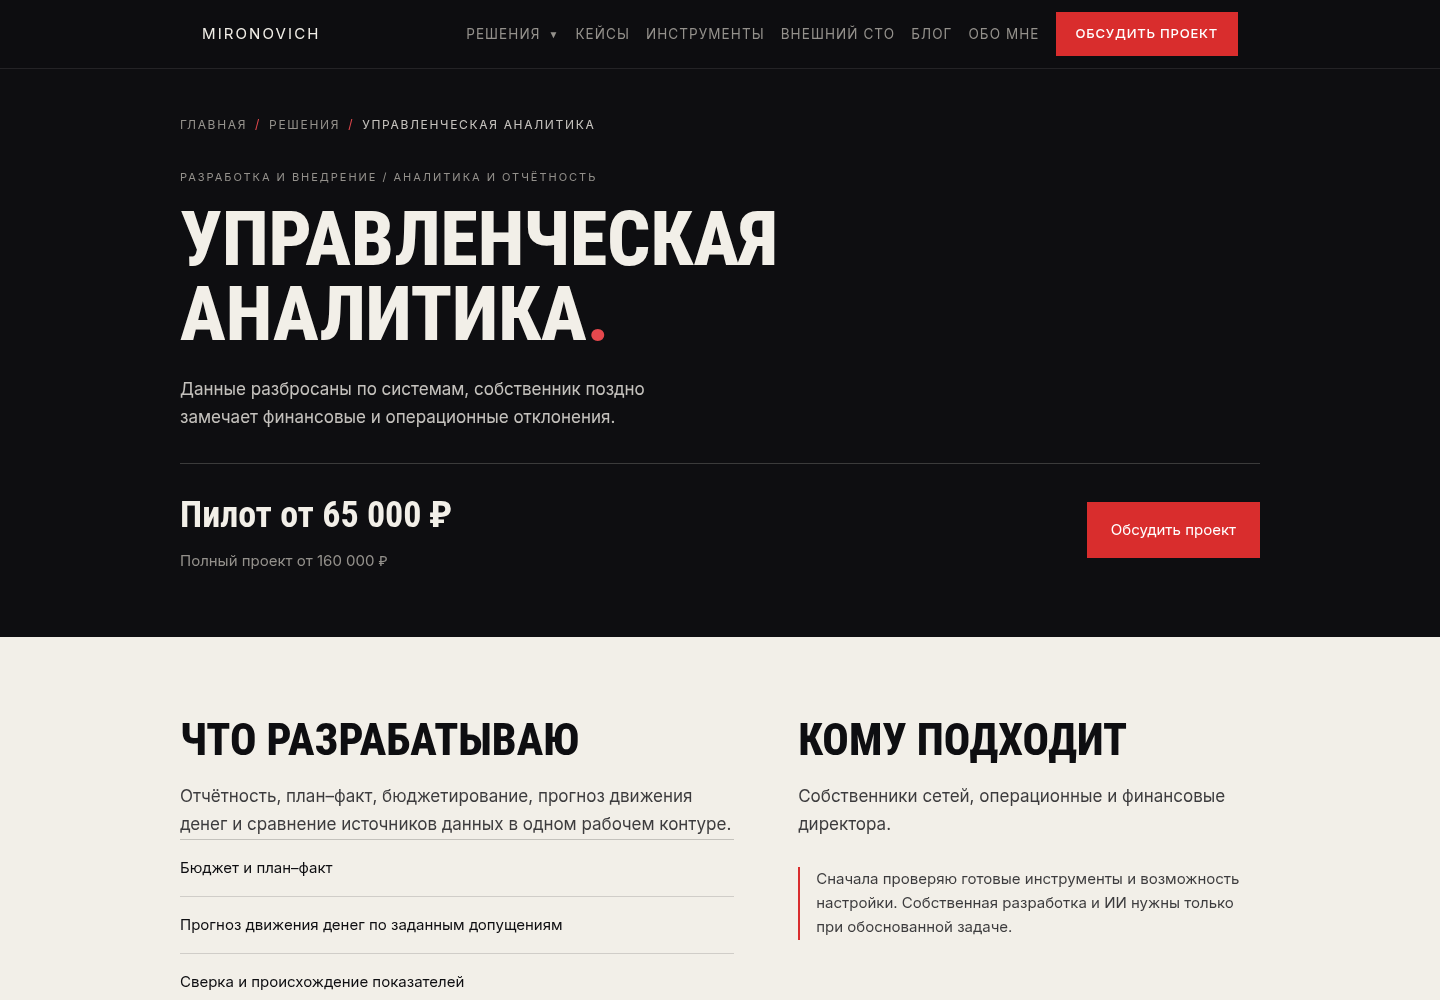 MIRONOVICH
РЕШЕНИЯ ▾ КЕЙСЫ ИНСТРУМЕНТЫ ВНЕШНИЙ СТО БЛОГ ОБО МНЕ ОБСУДИТЬ ПРОЕКТ
ГЛАВНАЯ / РЕШЕНИЯ / УПРАВЛЕНЧЕСКАЯ АНАЛИТИКА
РАЗРАБОТКА И ВНЕДРЕНИЕ / АНАЛИТИКА И ОТЧЁТНОСТЬ
УПРАВЛЕНЧЕСКАЯ
АНАЛИТИКА.
Данные разбросаны по системам, собственник поздно
замечает финансовые и операционные отклонения.
Пилот от 65 000 ₽
Полный проект от 160 000 ₽
Обсудить проект
ЧТО РАЗРАБАТЫВАЮ
Отчётность, план–факт, бюджетирование, прогноз движения
денег и сравнение источников данных в одном рабочем контуре.
Бюджет и план–факт
Прогноз движения денег по заданным допущениям
Сверка и происхождение показателей
КОМУ ПОДХОДИТ
Собственники сетей, операционные и финансовые
директора.
Сначала проверяю готовые инструменты и возможность
настройки. Собственная разработка и ИИ нужны только
при обоснованной задаче.